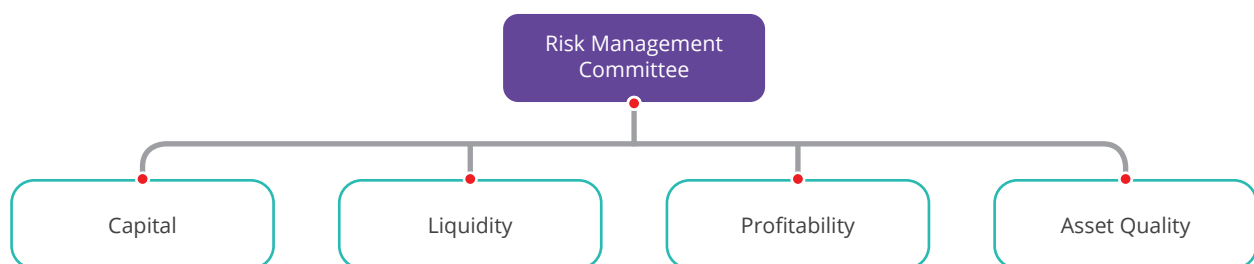 Risk Management
Committee
Capital
Liquidity
Profitability
Asset Quality